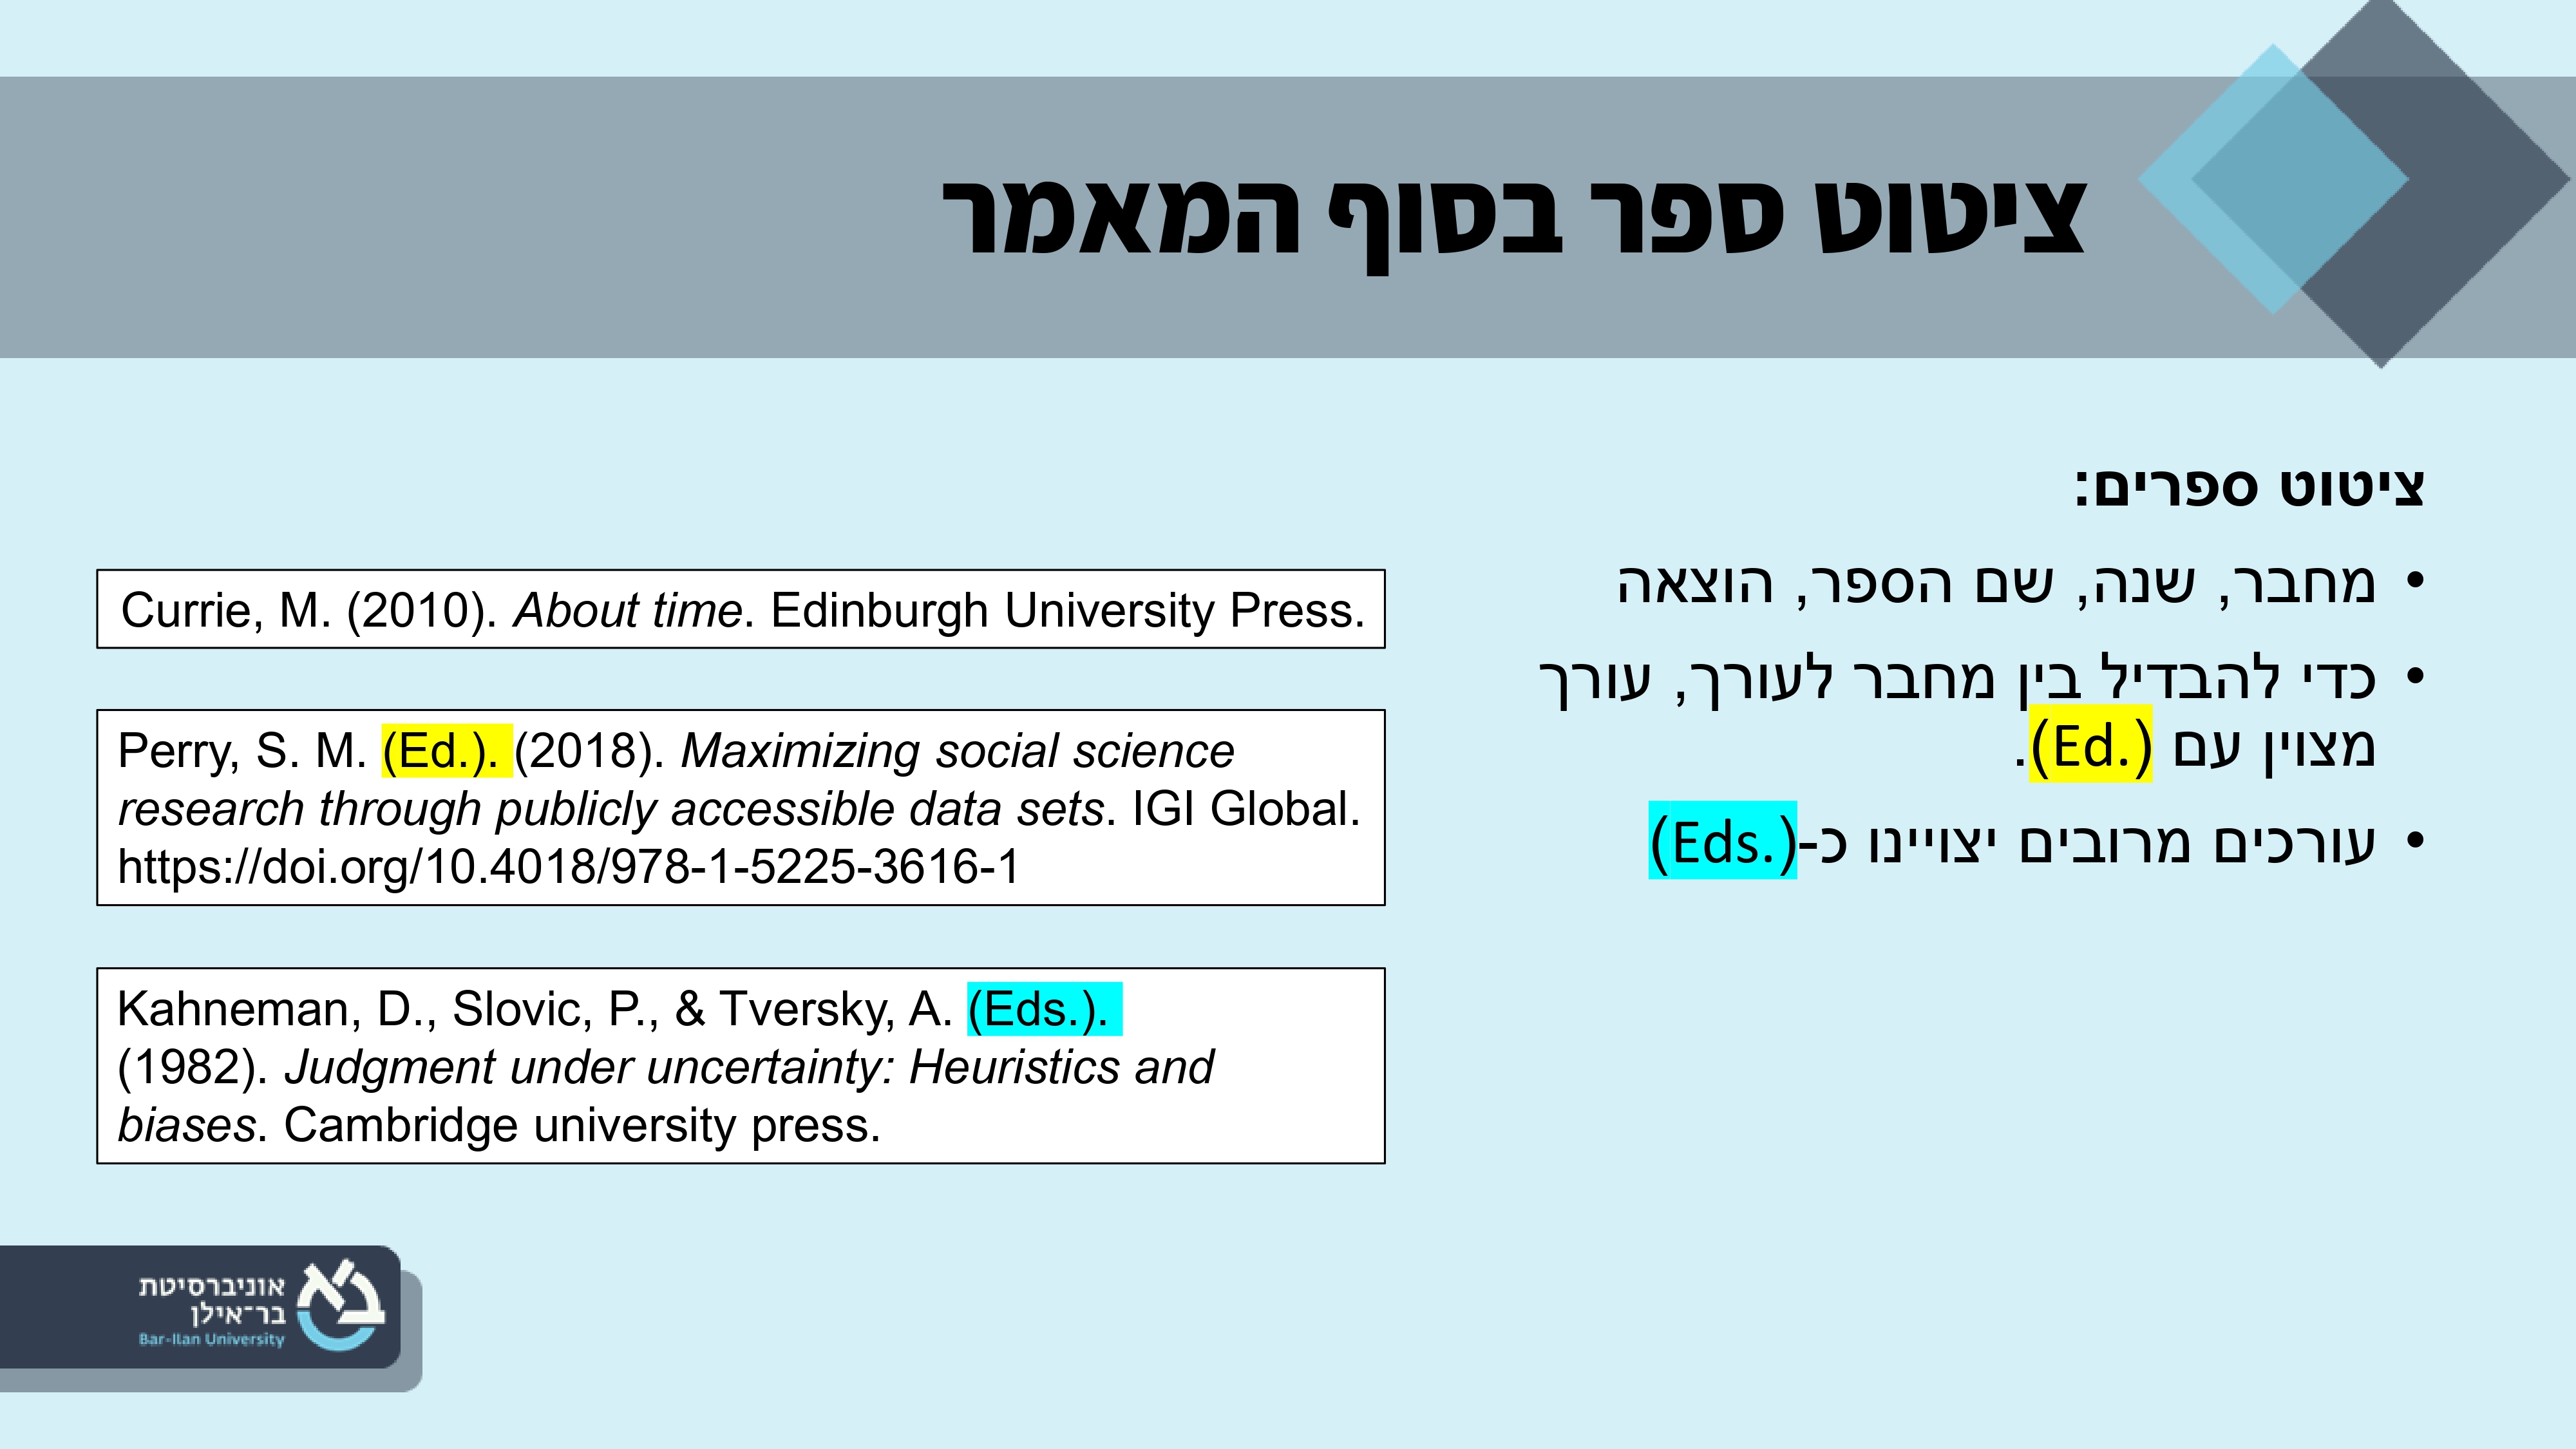 ציטוט ספר בסוף המאמר
ציטוט ספרים:
• מחבר, שנה, שם הספר, הוצאה
• כדי להבדיל בין מחבר לעורך, עורך
מצוין עם (Ed.).
• עורכים מרובים יצויינו כ-(Eds.)
Currie, M. (2010). About time. Edinburgh University Press.
Perry, S. M. (Ed.). (2018). Maximizing social science
research through publicly accessible data sets. IGI Global.
https://doi.org/10.4018/978-1-5225-3616-1
Kahneman, D., Slovic, P., & Tversky, A. (Eds.).
(1982). Judgment under uncertainty: Heuristics and
biases. Cambridge university press.
אוניברסיטת
בר־אילן
Bar-Ilan University